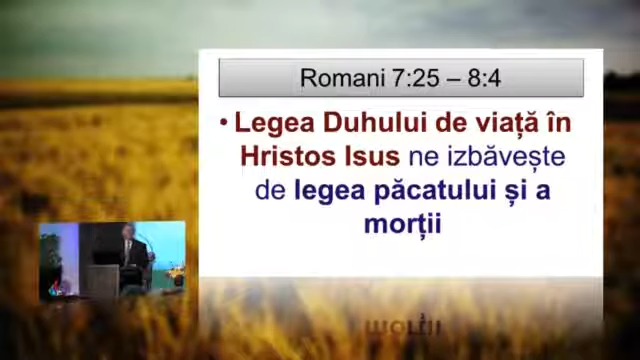 Romani 7:25 – 8:4
• Legea Duhului de viață în
Hristos Isus ne izbăvește
de legea păcatului și a
morții